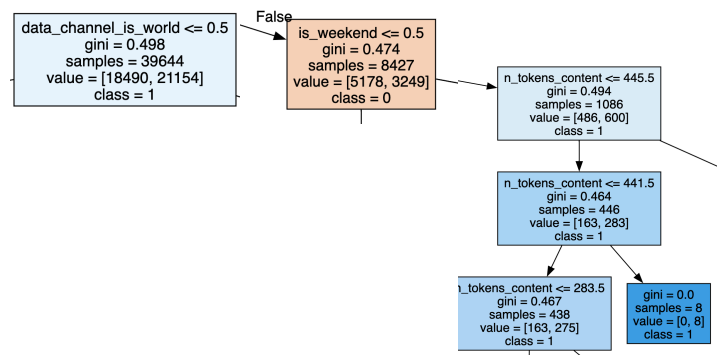 data_channel_is_world <= 0.5
gini = 0.498
samples = 39644
value = [18490, 21154]
class = 1
False
is_weekend <= 0.5
gini = 0.474
samples = 8427
value = [5178, 3249]
class = 0
n_tokens_content <= 445.5
gini = 0.494
samples = 1086
value = [486, 600]
class = 1
n_tokens_content <= 441.5
gini = 0.464
samples = 446
value = [163, 283]
class = 1
n_tokens_content <= 283.5
gini = 0.467
samples = 438
value = [163, 275]
class = 1
gini = 0.0
samples = 8
value = [0, 8]
class = 1